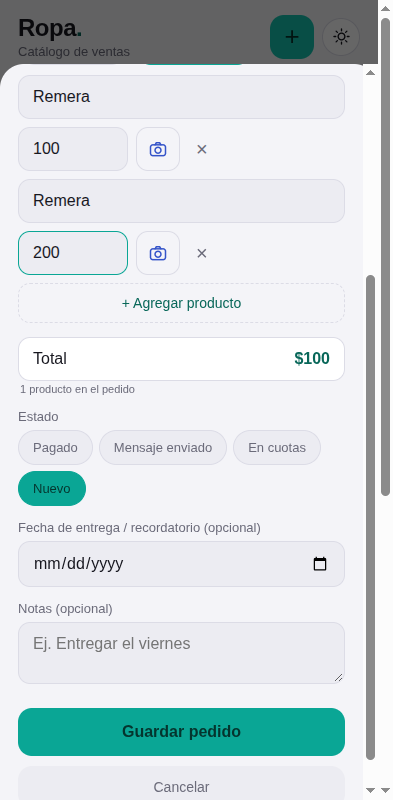 Ropa.
Catálogo de ventas
+
Remera
100
×
Remera
200
×
+ Agregar producto
Total $100
1 producto en el pedido
Estado
Pagado Mensaje enviado En cuotas
Nuevo
Fecha de entrega / recordatorio (opcional)
mm/dd/yyyy
Notas (opcional)
Ej. Entregar el viernes
Guardar pedido
Cancelar